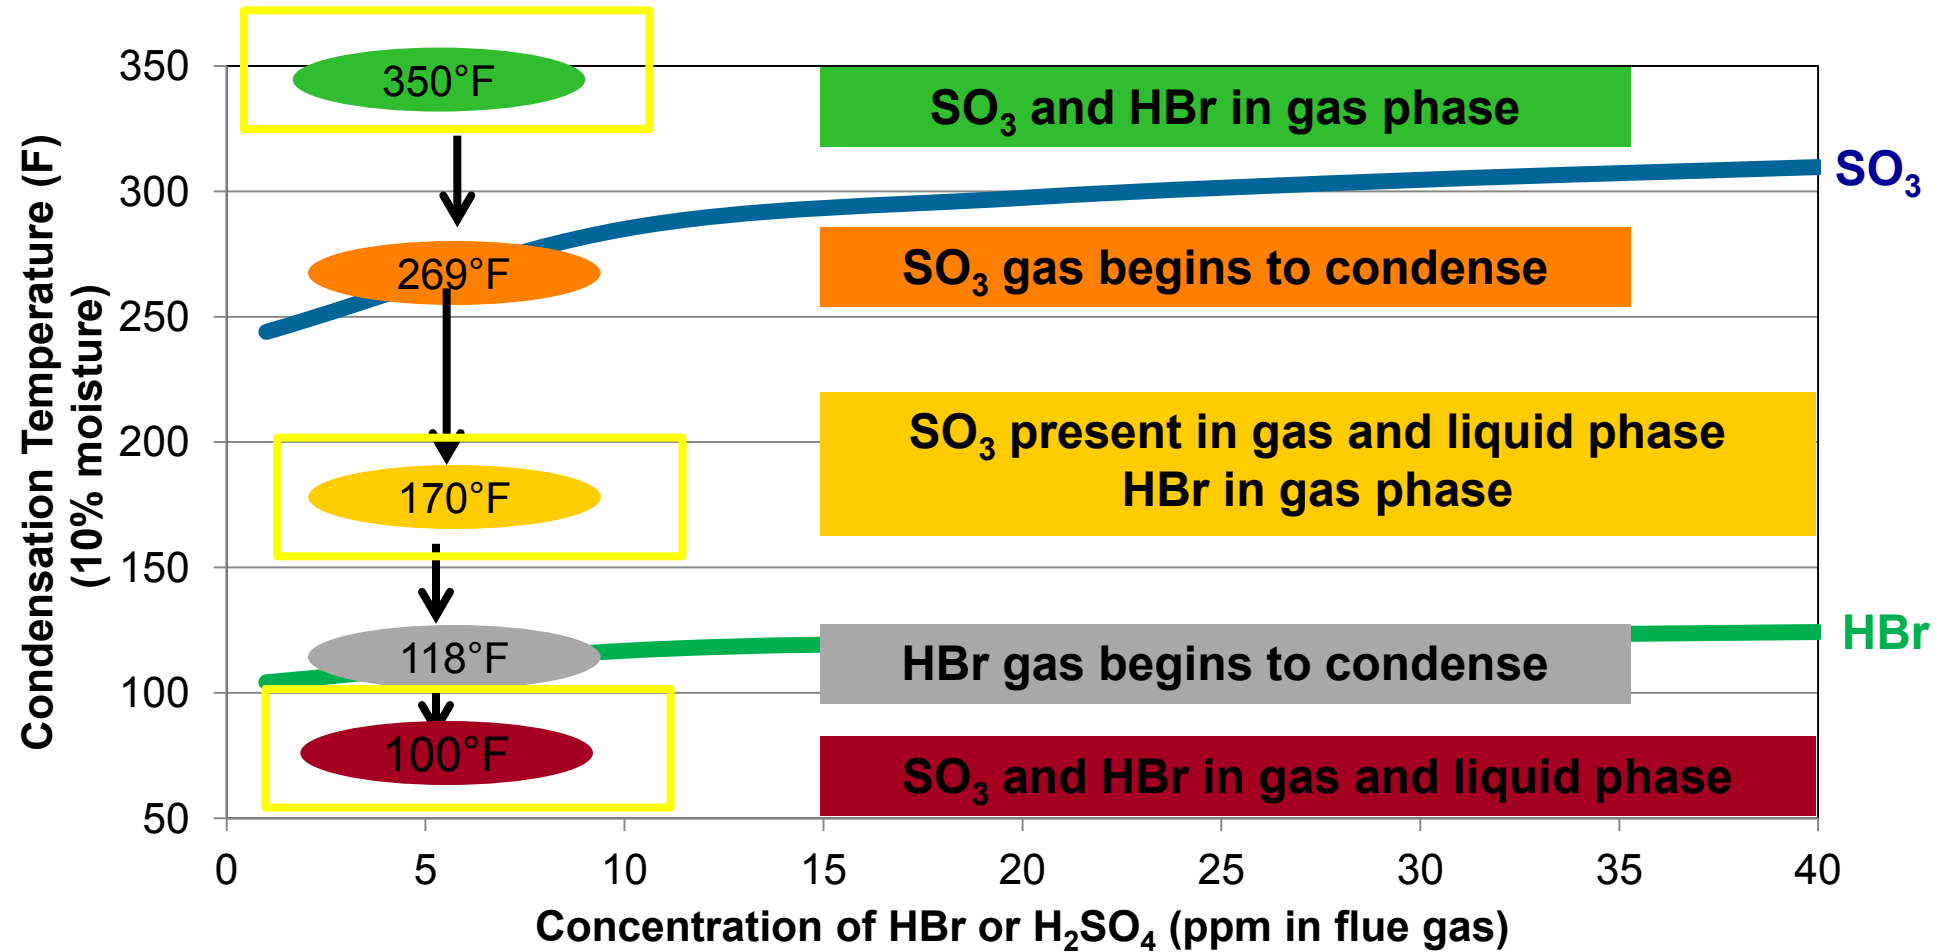 350
300
250
200
150
100
50
Condensation Temperature (F)
(10% moisture)
350°F
SO₃ and HBr in gas phase
SO₃
269°F
SO₃ gas begins to condense
170°F
SO₃ present in gas and liquid phase
HBr in gas phase
118°F
HBr gas begins to condense
HBr
100°F
SO₃ and HBr in gas and liquid phase
0 5 10 15 20 25 30 35 40
Concentration of HBr or H₂SO₄ (ppm in flue gas)